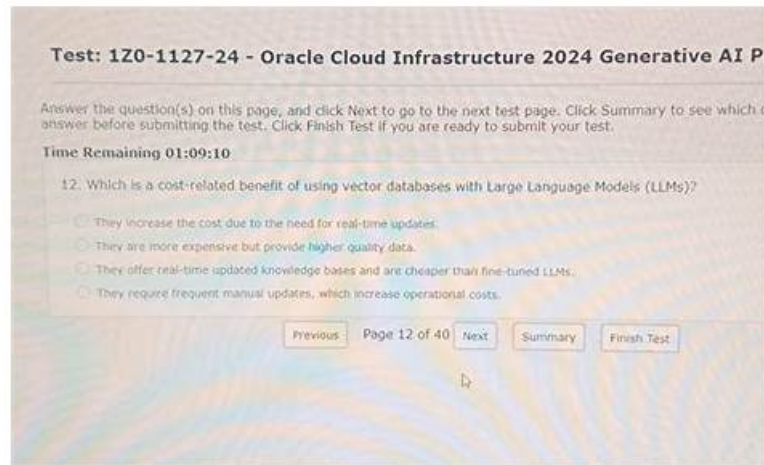 Test: 1Z0-1127-24 - Oracle Cloud Infrastructure 2024 Generative AI P
Answer the question(s) on this page, and click Next to go to the next test page. Click Summary to see which
answer before submitting the test. Click Finish Test if you are ready to submit your test.
Time Remaining 01:09:10
12. Which is a cost-related benefit of using vector databases with Large Language Models (LLMs)?
They increase the cost due to the need for real-time updates.
They are more expensive but provide higher quality data.
They offer real-time updated knowledge bases and are cheaper than fine-tuned LLMs.
They require frequent manual updates, which increase operational costs.
Previous Page 12 of 40 Next Summary Finish Test